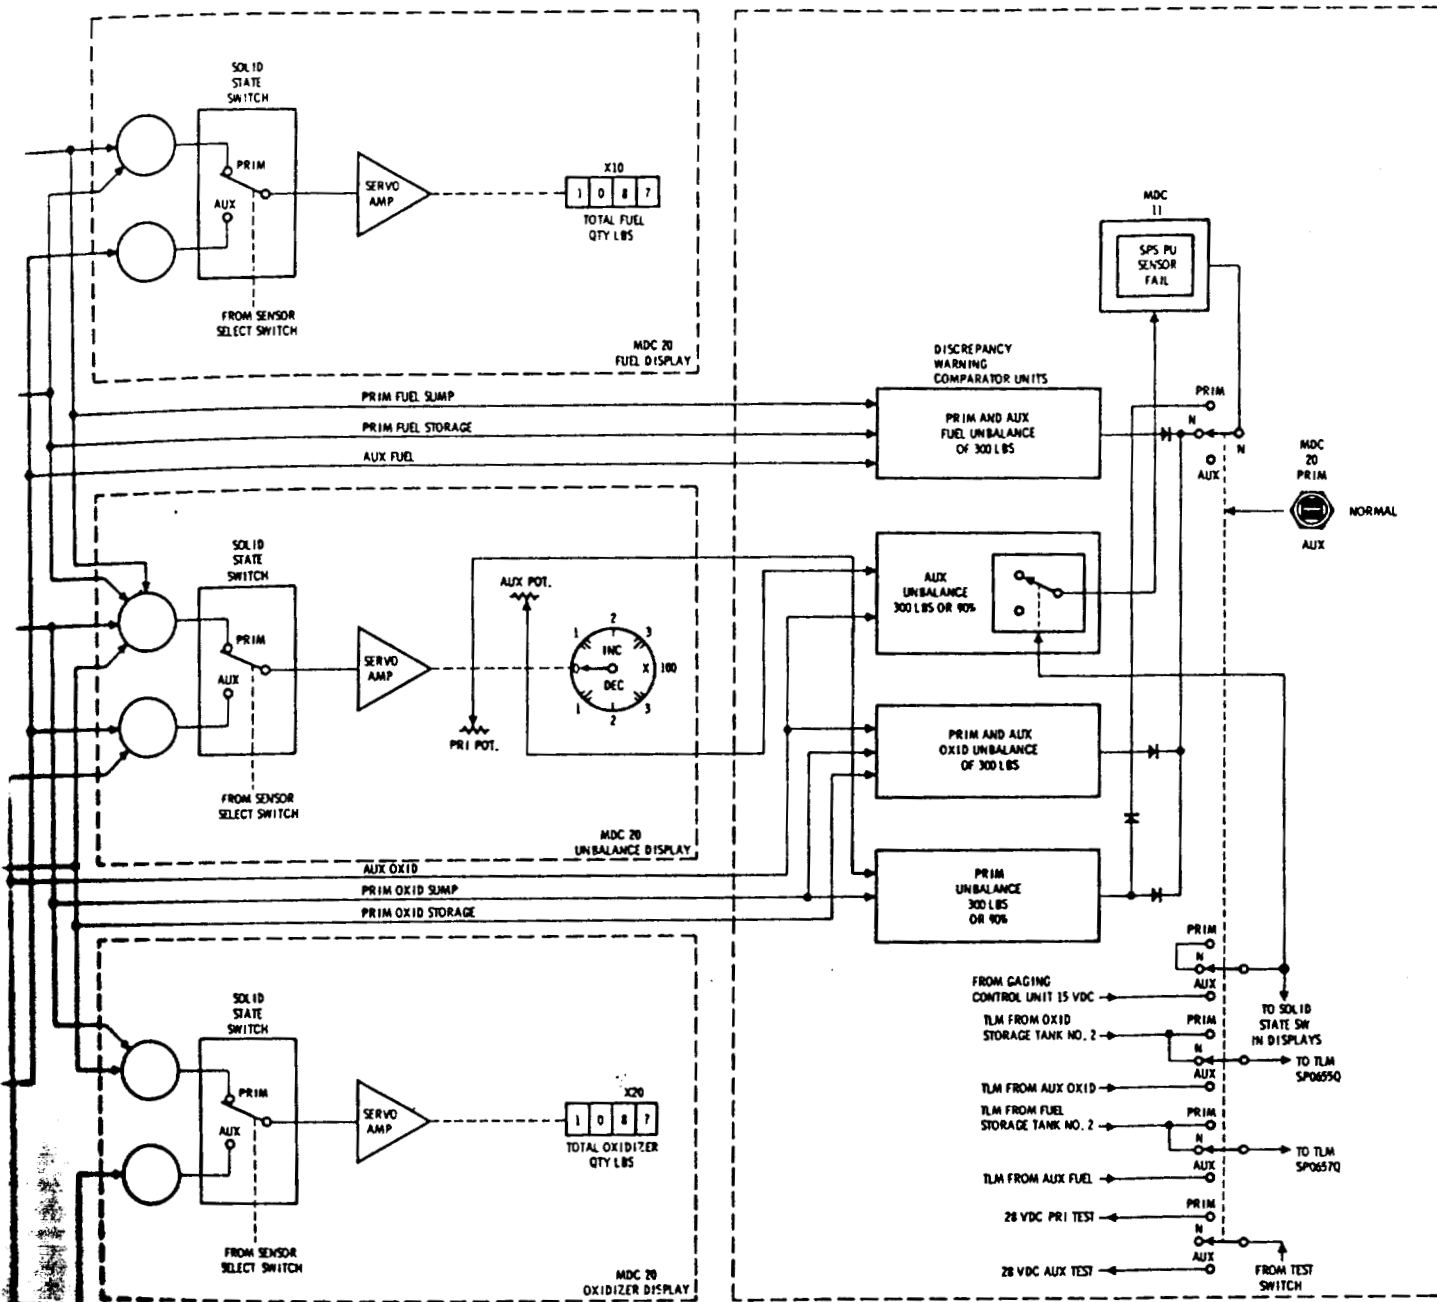 SOLID
STATE
SWITCH
PRIM
AUX
SERVO
AMP
X10
1 0 8 7
TOTAL FUEL
QTY LBS
FROM SENSOR
SELECT SWITCH
MDC 20
FUEL DISPLAY
PRIM FUEL SUMP
PRIM FUEL STORAGE
AUX FUEL
SOLID
STATE
SWITCH
PRIM
AUX
SERVO
AMP
AUX POT.
PRI POT.
1 2 3
INC
0 X 100
DEC
1 2 3
FROM SENSOR
SELECT SWITCH
MDC 20
UNBALANCE DISPLAY
AUX OXID
PRIM OXID SUMP
PRIM OXID STORAGE
SOLID
STATE
SWITCH
PRIM
AUX
SERVO
AMP
X20
1 0 8 7
TOTAL OXIDIZER
QTY LBS
FROM SENSOR
SELECT SWITCH
MDC 20
OXIDIZER DISPLAY
MDC
11
SPS PU
SENSOR
FAIL
DISCREPANCY
WARNING
COMPARATOR UNITS
PRIM AND AUX
FUEL UNBALANCE
OF 300 LBS
PRIM
N
N
AUX
MDC
20
PRIM
NORMAL
AUX
AUX
UNBALANCE
300 LBS OR 90%
PRIM AND AUX
OXID UNBALANCE
OF 300 LBS
PRIM
UNBALANCE
300 LBS
OR 90%
PRIM
N
AUX
FROM GAGING
CONTROL UNIT 15 VDC
TO SOLID
STATE SW
IN DISPLAYS
TLM FROM OXID
STORAGE TANK NO. 2
PRIM
N
AUX
TO TLM
SP0655Q
TLM FROM AUX OXID
TLM FROM FUEL
STORAGE TANK NO. 2
PRIM
N
AUX
TO TLM
SP0657Q
TLM FROM AUX FUEL
28 VDC PRI TEST
PRIM
N
AUX
28 VDC AUX TEST
FROM TEST
SWITCH